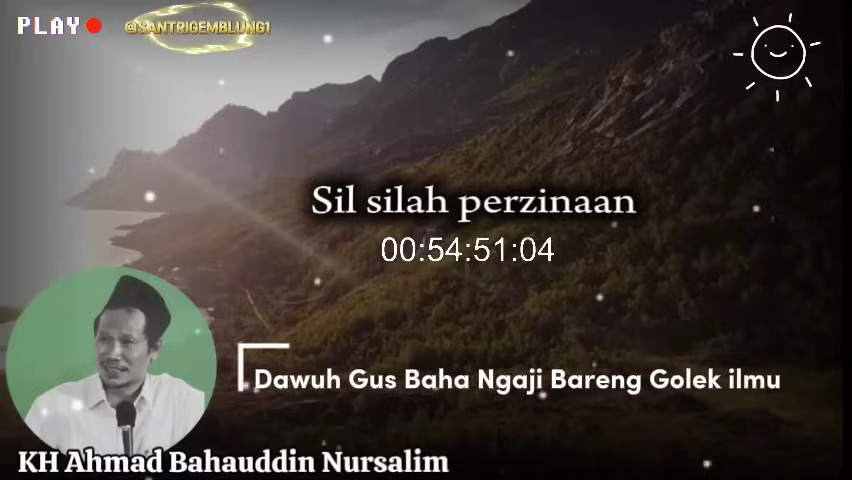 PLAY
@SANTRIGEMBLUNG1
Sil silah perzinaan
00:54:51:04
Dawuh Gus Baha Ngaji Bareng Golek ilmu
KH Ahmad Bahauddin Nursalim